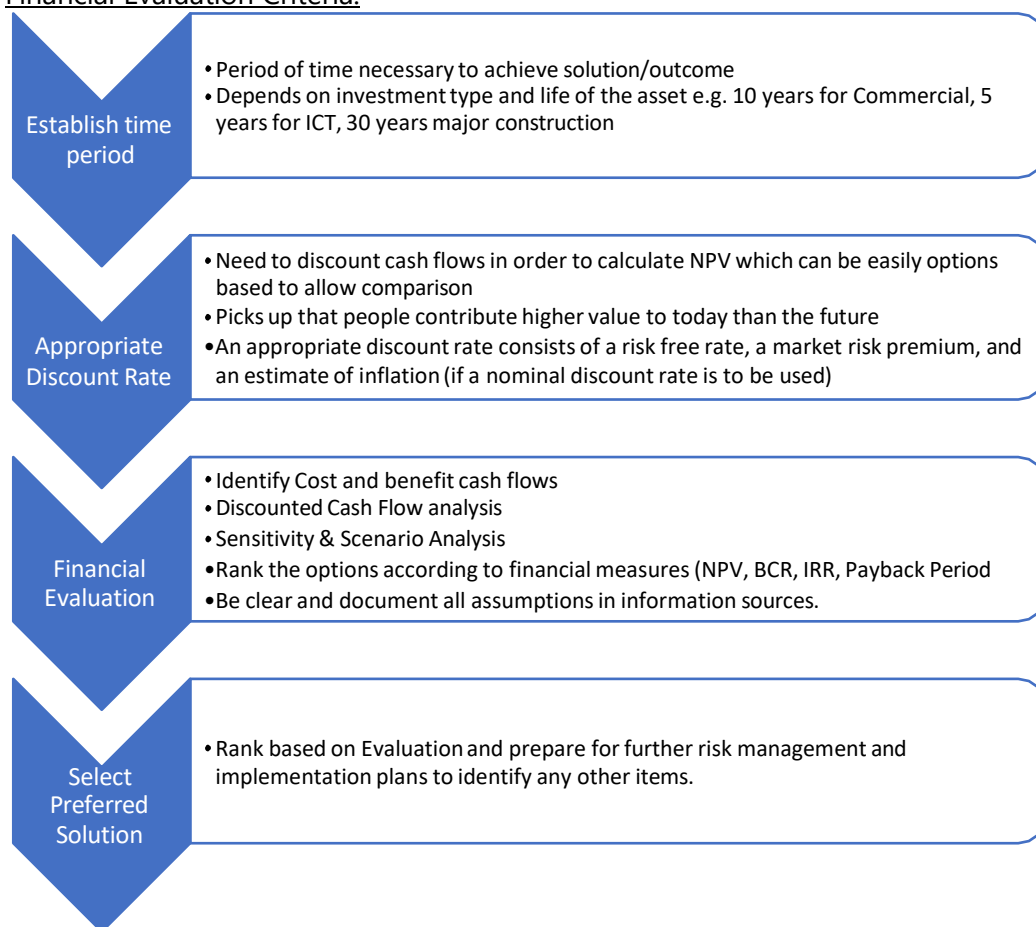 Financial Evaluation Criteria:
Establish time
period
• Period of time necessary to achieve solution/outcome
• Depends on investment type and life of the asset e.g. 10 years for Commercial, 5
years for ICT, 30 years major construction
Appropriate
Discount Rate
• Need to discount cash flows in order to calculate NPV which can be easily options
based to allow comparison
• Picks up that people contribute higher value to today than the future
•An appropriate discount rate consists of a risk free rate, a market risk premium, and
an estimate of inflation (if a nominal discount rate is to be used)
Financial
Evaluation
• Identify Cost and benefit cash flows
• Discounted Cash Flow analysis
• Sensitivity & Scenario Analysis
•Rank the options according to financial measures (NPV, BCR, IRR, Payback Period
•Be clear and document all assumptions in information sources.
Select
Preferred
Solution
• Rank based on Evaluation and prepare for further risk management and
implementation plans to identify any other items.